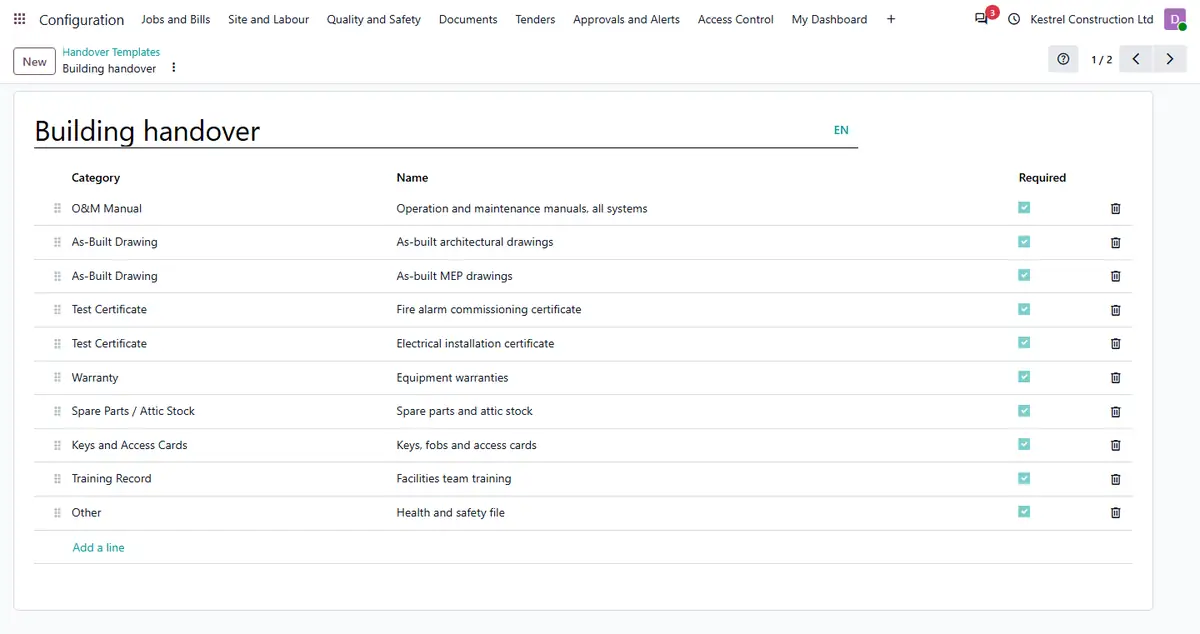 Configuration Jobs and Bills Site and Labour Quality and Safety Documents Tenders Approvals and Alerts Access Control My Dashboard + 3 Kestrel Construction Ltd D
New Handover Templates
Building handover 1 / 2
Building handover EN
Category Name Required
O&M Manual Operation and maintenance manuals, all systems
As-Built Drawing As-built architectural drawings
As-Built Drawing As-built MEP drawings
Test Certificate Fire alarm commissioning certificate
Test Certificate Electrical installation certificate
Warranty Equipment warranties
Spare Parts / Attic Stock Spare parts and attic stock
Keys and Access Cards Keys, fobs and access cards
Training Record Facilities team training
Other Health and safety file
Add a line